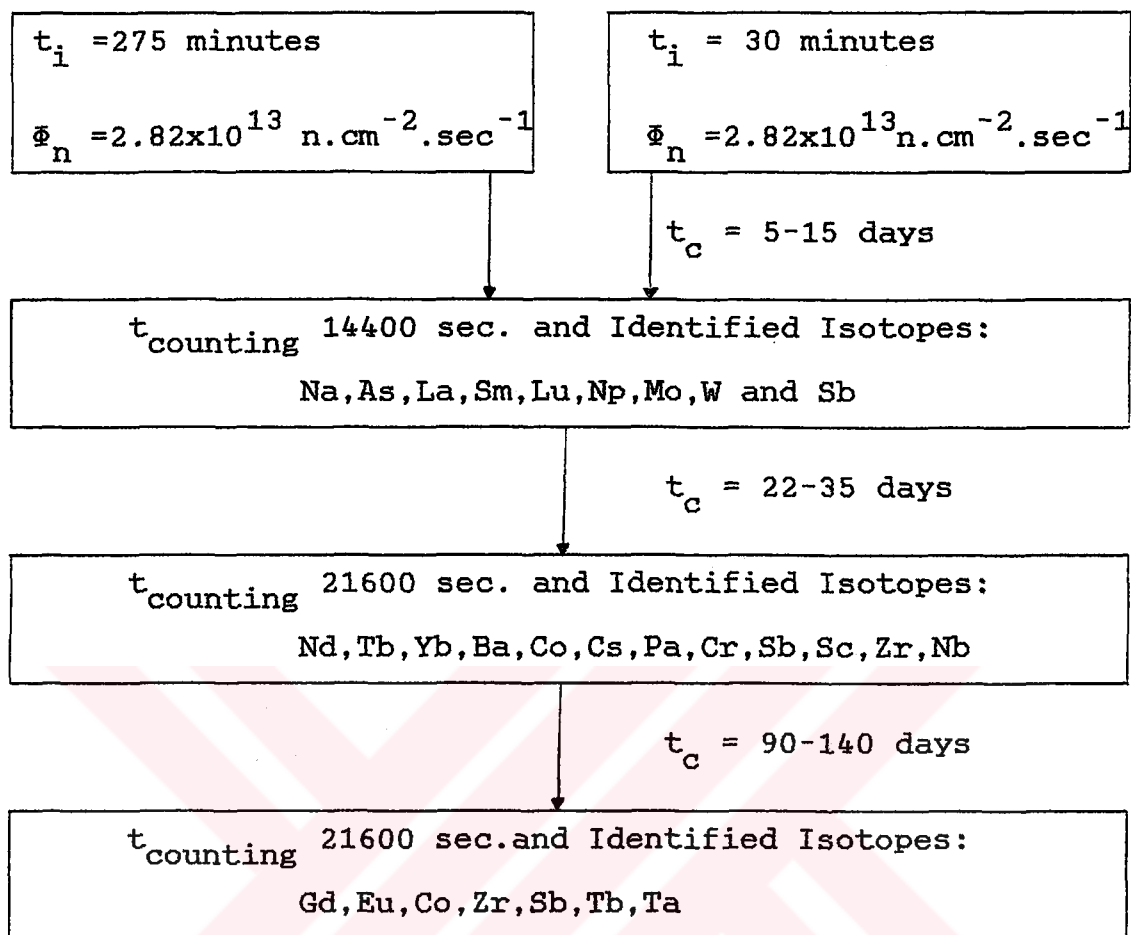 t_i =275 minutes
Φ_n =2.82x10^13 n.cm^-2.sec^-1
t_i = 30 minutes
Φ_n =2.82x10^13n.cm^-2.sec^-1
t_c = 5-15 days
t_counting 14400 sec. and Identified Isotopes:
Na,As,La,Sm,Lu,Np,Mo,W and Sb
t_c = 22-35 days
t_counting 21600 sec. and Identified Isotopes:
Nd,Tb,Yb,Ba,Co,Cs,Pa,Cr,Sb,Sc,Zr,Nb
t_c = 90-140 days
t_counting 21600 sec.and Identified Isotopes:
Gd,Eu,Co,Zr,Sb,Tb,Ta